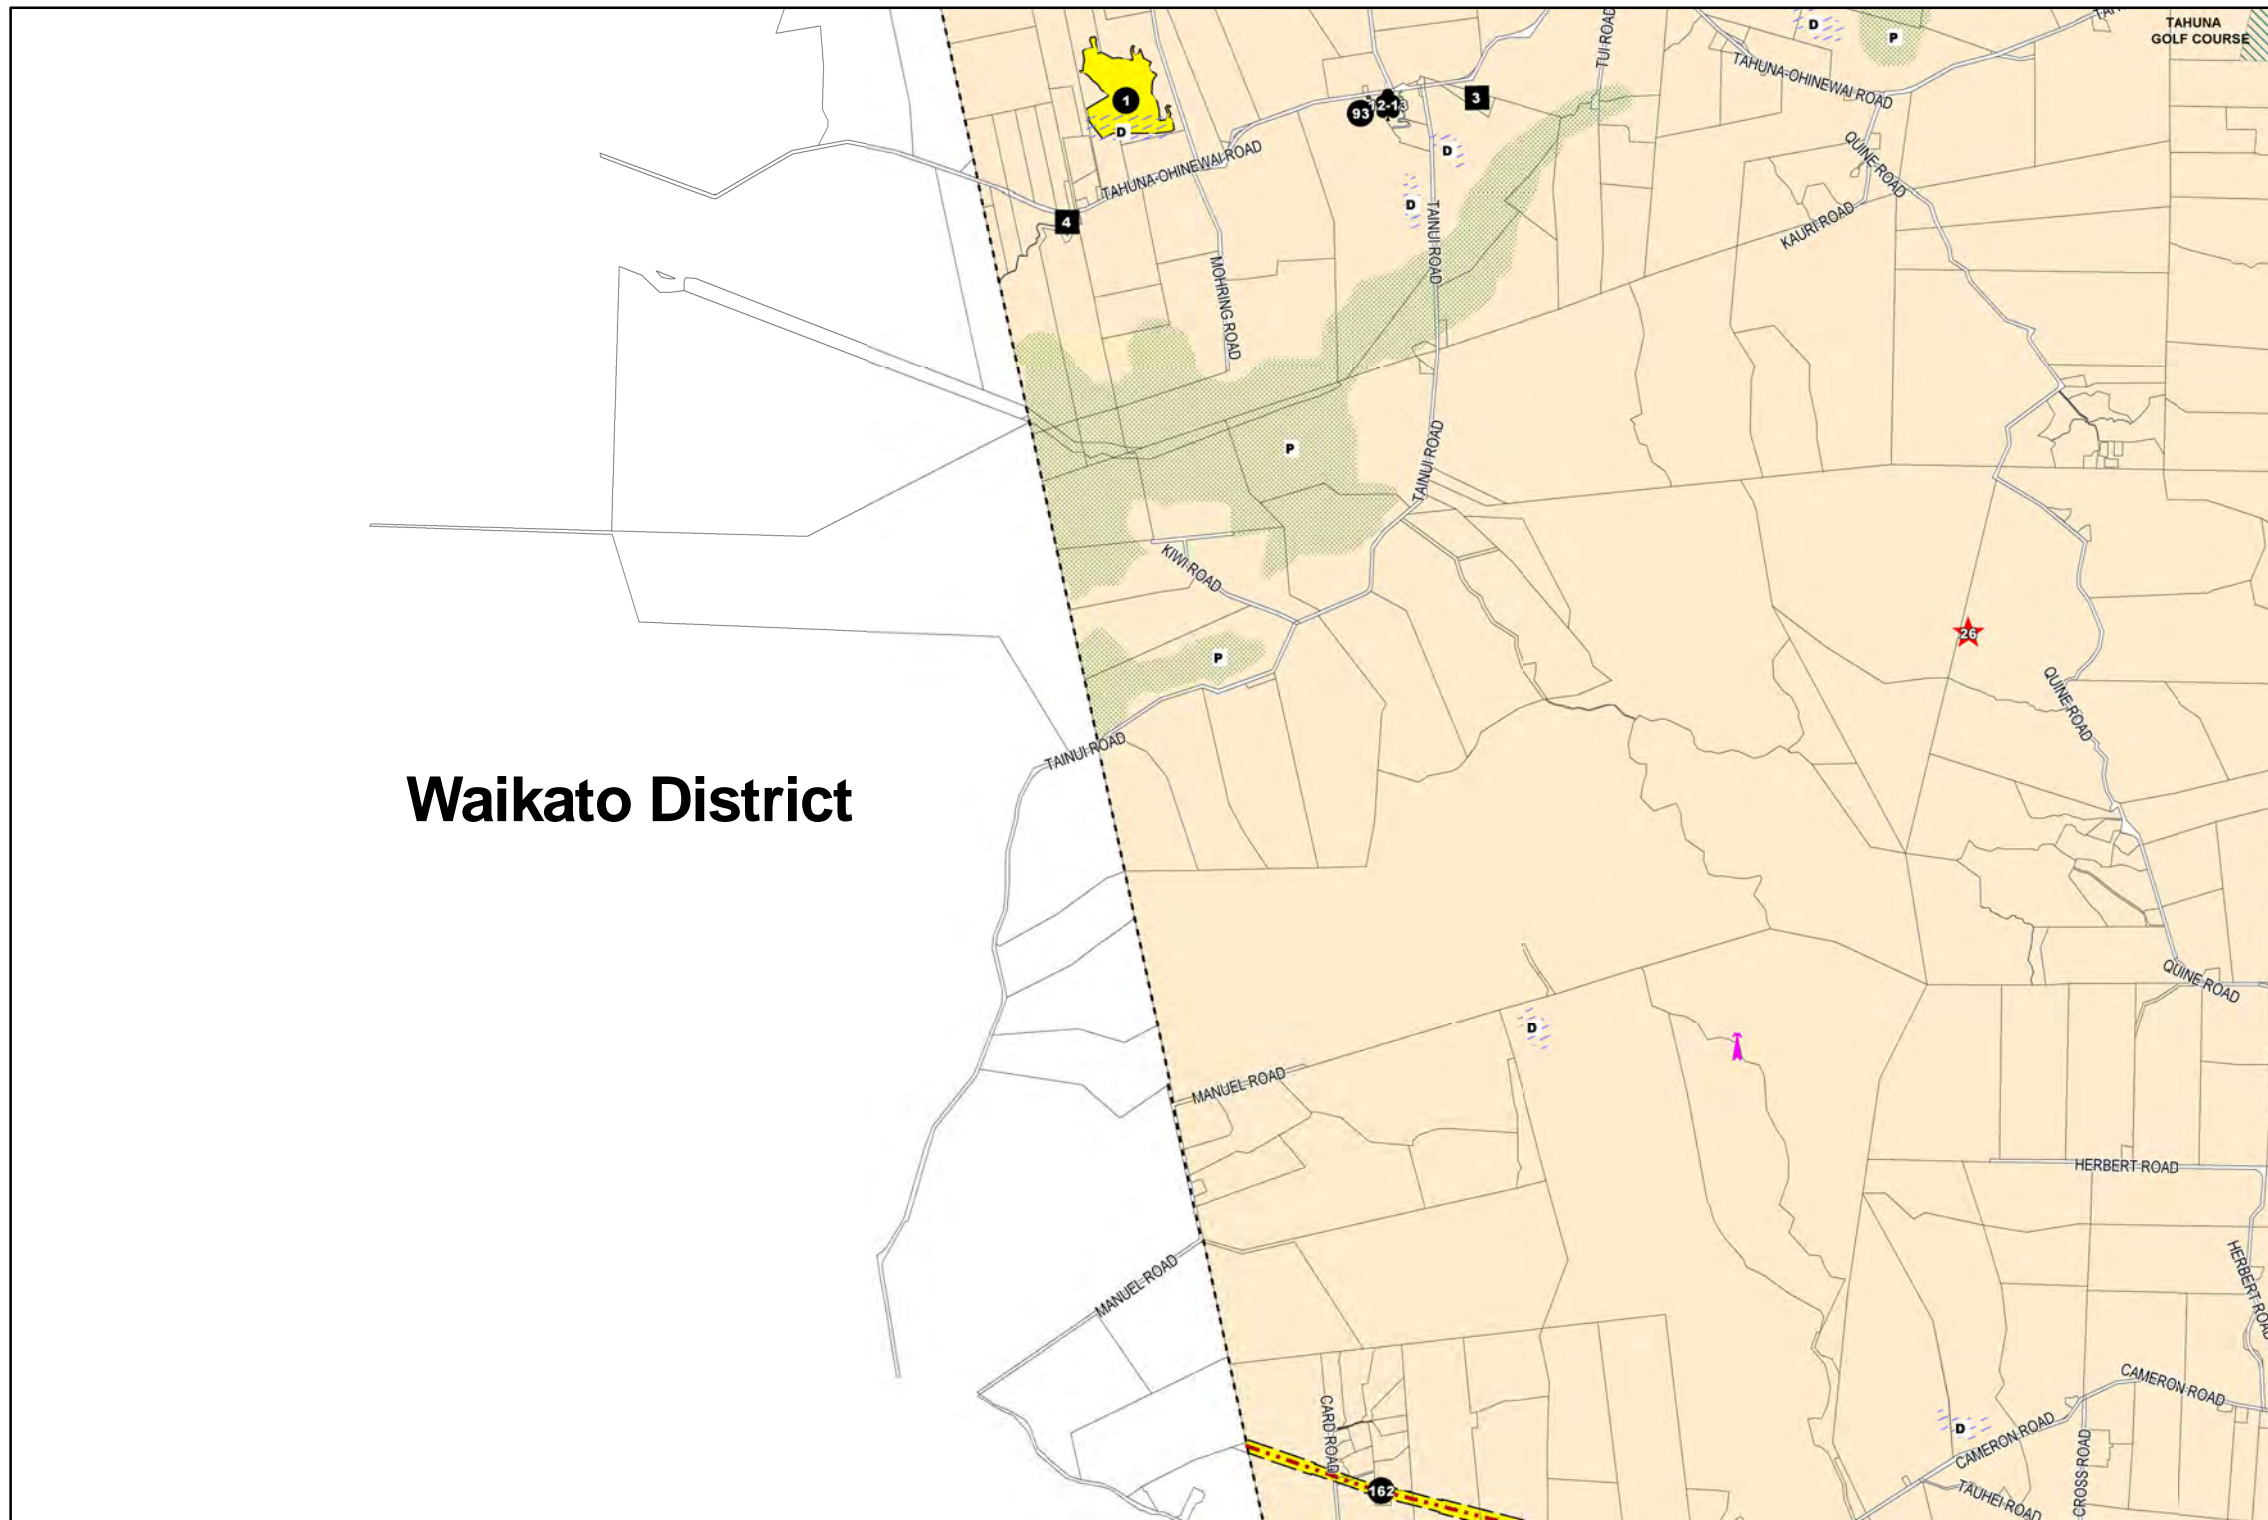 TAHUNA
GOLF COURSE
D
P
TUI ROAD
TAHUNA-OHINEWAI ROAD
1
D
93
12-13
3
D
TAHUNA-OHINEWAI ROAD
QUINE ROAD
4
D
TAINUI ROAD
KAURI ROAD
MOHRING ROAD
P
TAINUI ROAD
KIWI ROAD
26
P
QUINE ROAD
TAINUI ROAD
Waikato District
QUINE ROAD
D
MANUEL ROAD
HERBERT ROAD
MANUEL ROAD
HERBERT ROAD
CAMERON ROAD
CARD ROAD
D
CAMERON ROAD
CROSS ROAD
162
TAUHEI ROAD